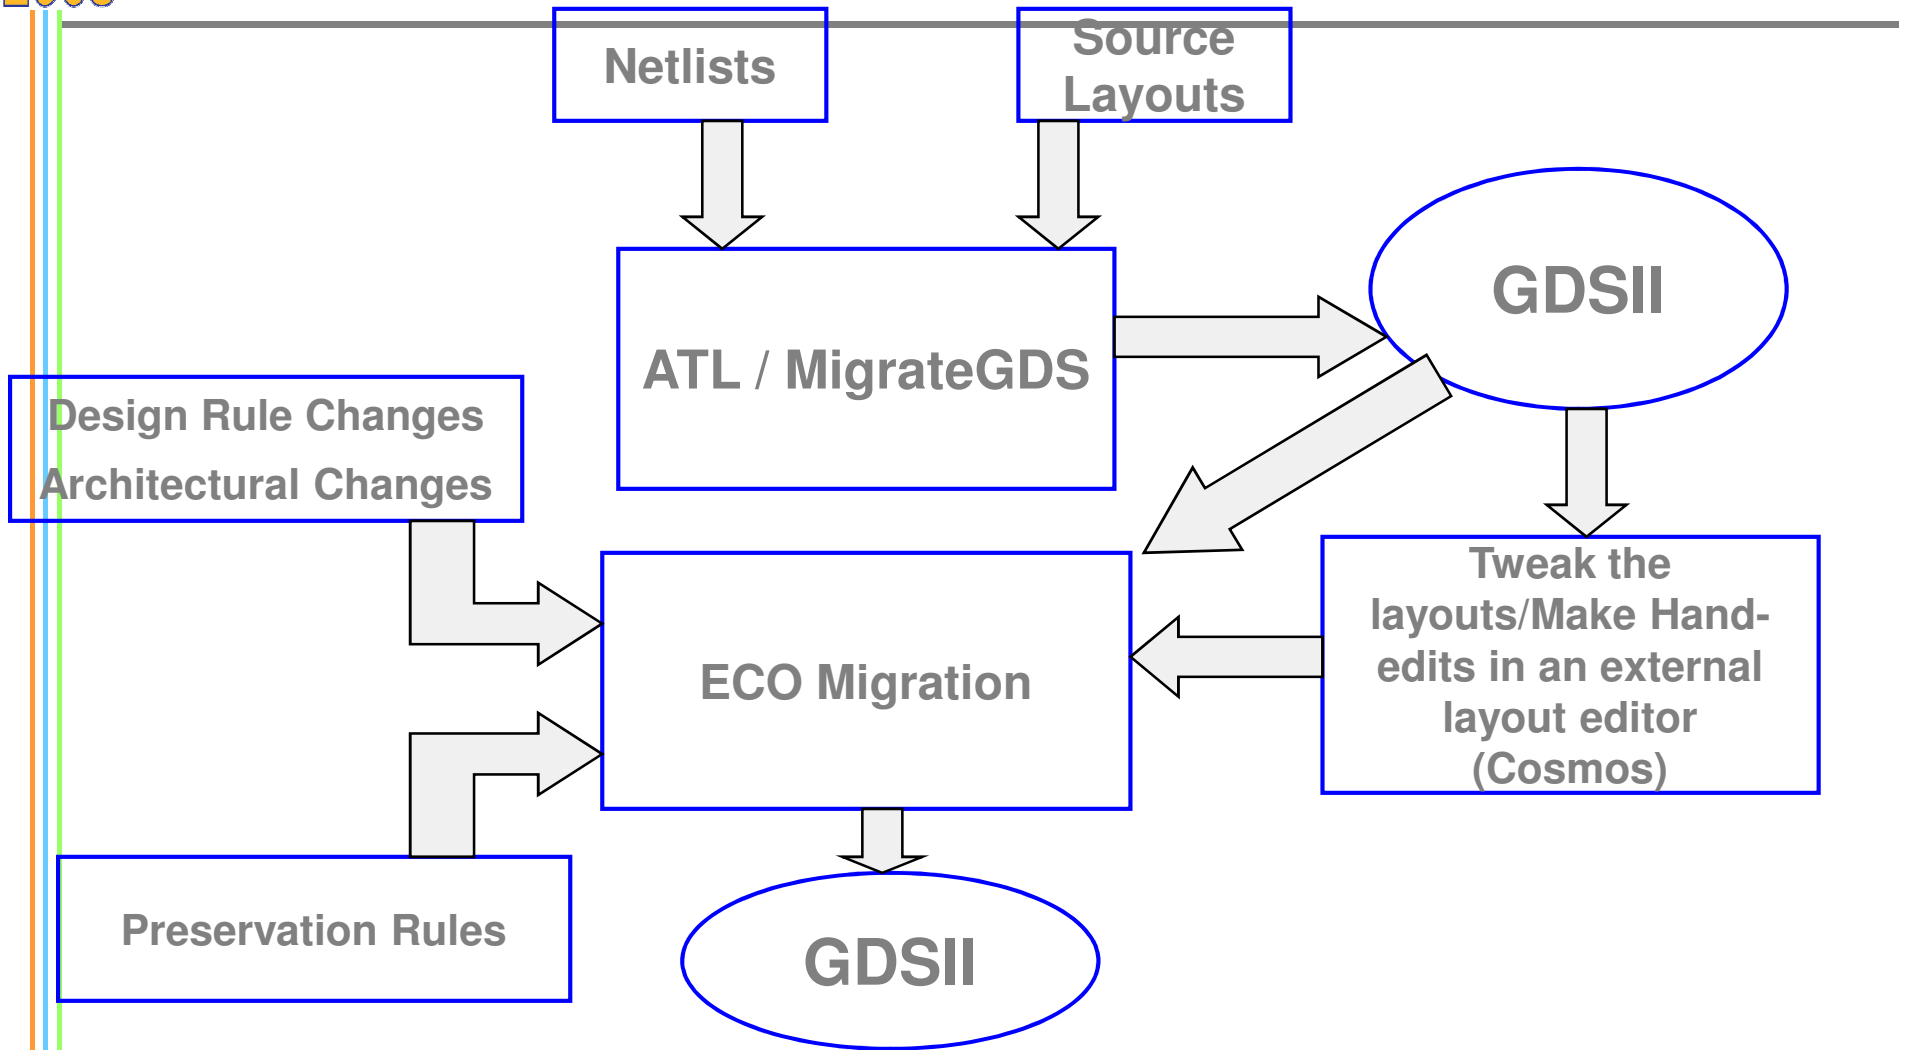 Netlists
Source
Layouts
GDSII
ATL / MigrateGDS
Design Rule Changes
Architectural Changes
Tweak the
layouts/Make Hand-
edits in an external
layout editor
(Cosmos)
ECO Migration
Preservation Rules
GDSII